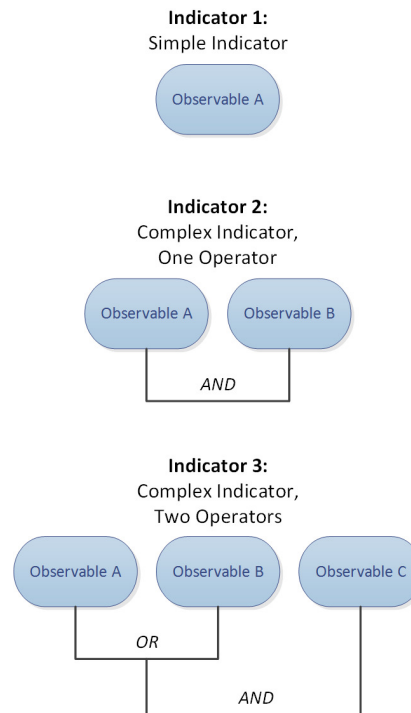 Indicator 1:
Simple Indicator
Observable A
Indicator 2:
Complex Indicator,
One Operator
Observable A
Observable B
AND
Indicator 3:
Complex Indicator,
Two Operators
Observable A
Observable B
Observable C
OR
AND